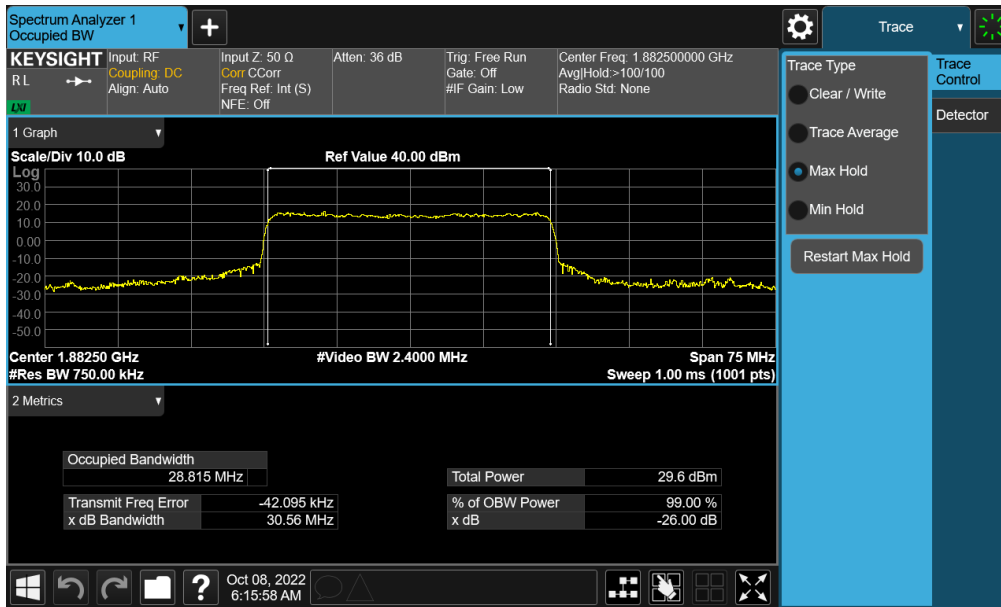 Spectrum Analyzer 1
Occupied BW
+
Trace
KEYSIGHT
R L
LXI
Input: RF
Coupling: DC
Align: Auto
Input Z: 50 Ω
Corr CCorr
Freq Ref: Int (S)
NFE: Off
Atten: 36 dB
Trig: Free Run
Gate: Off
#IF Gain: Low
Center Freq: 1.882500000 GHz
Avg|Hold:>100/100
Radio Std: None
Trace Type
Clear / Write
Trace Average
Max Hold
Min Hold
Restart Max Hold
Trace
Control
Detector
1 Graph
Scale/Div 10.0 dB
Ref Value 40.00 dBm
Log
30.0
20.0
10.0
0.00
-10.0
-20.0
-30.0
-40.0
-50.0
Center 1.88250 GHz
#Video BW 2.4000 MHz
Span 75 MHz
#Res BW 750.00 kHz
Sweep 1.00 ms (1001 pts)
2 Metrics
Occupied Bandwidth
28.815 MHz
Total Power 29.6 dBm
Transmit Freq Error -42.095 kHz
% of OBW Power 99.00 %
x dB Bandwidth 30.56 MHz
x dB -26.00 dB
?
Oct 08, 2022
6:15:58 AM